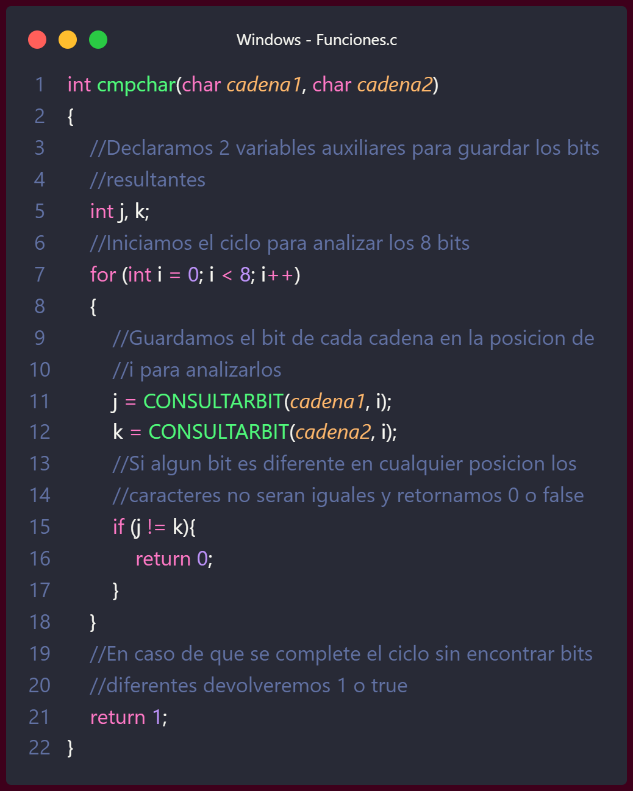 Windows - Funciones.c
1 int cmpchar(char cadena1, char cadena2)
2 {
3 //Declaramos 2 variables auxiliares para guardar los bits
4 //resultantes
5 int j, k;
6 //Iniciamos el ciclo para analizar los 8 bits
7 for (int i = 0; i < 8; i++)
8 {
9 //Guardamos el bit de cada cadena en la posicion de
10 //i para analizarlos
11 j = CONSULTARBIT(cadena1, i);
12 k = CONSULTARBIT(cadena2, i);
13 //Si algun bit es diferente en cualquier posicion los
14 //caracteres no seran iguales y retornamos 0 o false
15 if (j != k){
16 return 0;
17 }
18 }
19 //En caso de que se complete el ciclo sin encontrar bits
20 //diferentes devolveremos 1 o true
21 return 1;
22 }